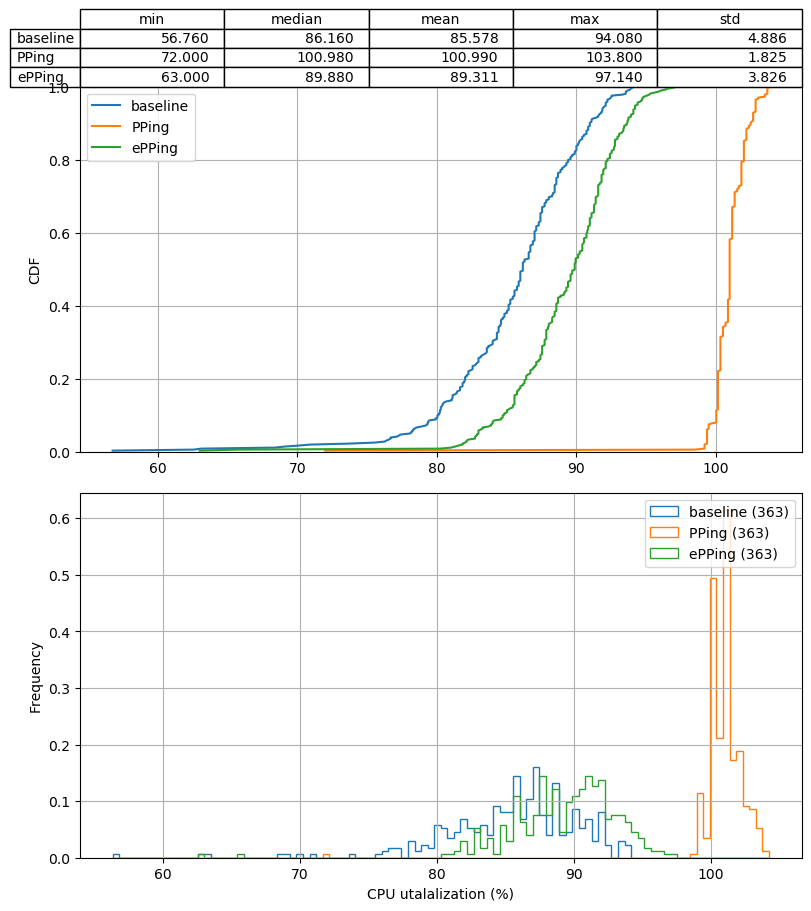 min median mean max std
baseline 56.760 86.160 85.578 94.080 4.886
PPing 72.000 100.980 100.990 103.800 1.825
ePPing 63.000 89.880 89.311 97.140 3.826
1.0
0.8
0.6
0.4
0.2
0.0
CDF
baseline
PPing
ePPing
60 70 80 90 100
0.6
0.5
0.4
0.3
0.2
0.1
0.0
Frequency
baseline (363)
PPing (363)
ePPing (363)
60 70 80 90 100
CPU utalalization (%)